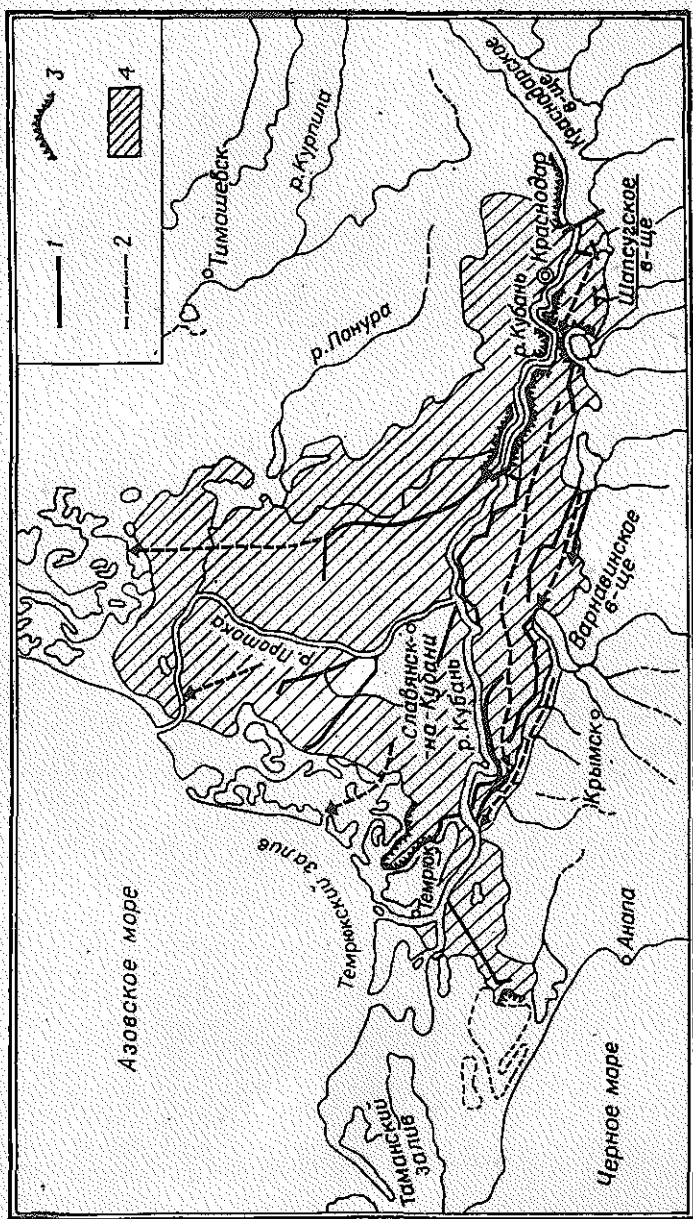 Азовское море
1
2
3
4
Тимашевск
р. Курпила
р. Понура
Краснодарское
в-ще
р. Кубань
Краснодар
Шапсугское
в-ще
р. Протока
Славянск-
на-Кубани
р. Кубань
Варнавинское
в-ще
Крымск
Темрюкский залив
Темрюк
Анапа
Таманский
залив
Черное море